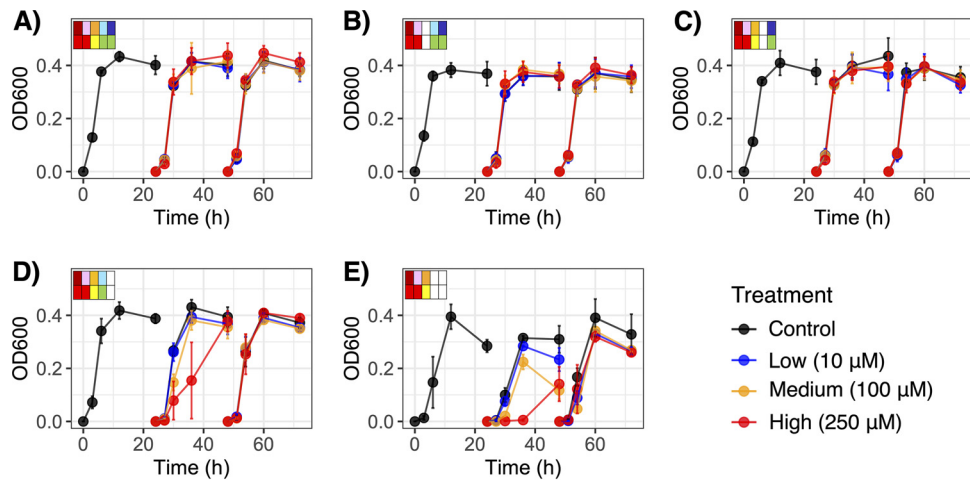 A) B) C)
OD600 OD600 OD600
0.4 0.4 0.4
0.2 0.2 0.2
0.0 0.0 0.0
0 20 40 60 0 20 40 60 0 20 40 60
Time (h) Time (h) Time (h)
D) E)
OD600 OD600
0.4 0.4
0.2 0.2
0.0 0.0
0 20 40 60 0 20 40 60
Time (h) Time (h)
Treatment
Control
Low (10 μM)
Medium (100 μM)
High (250 μM)